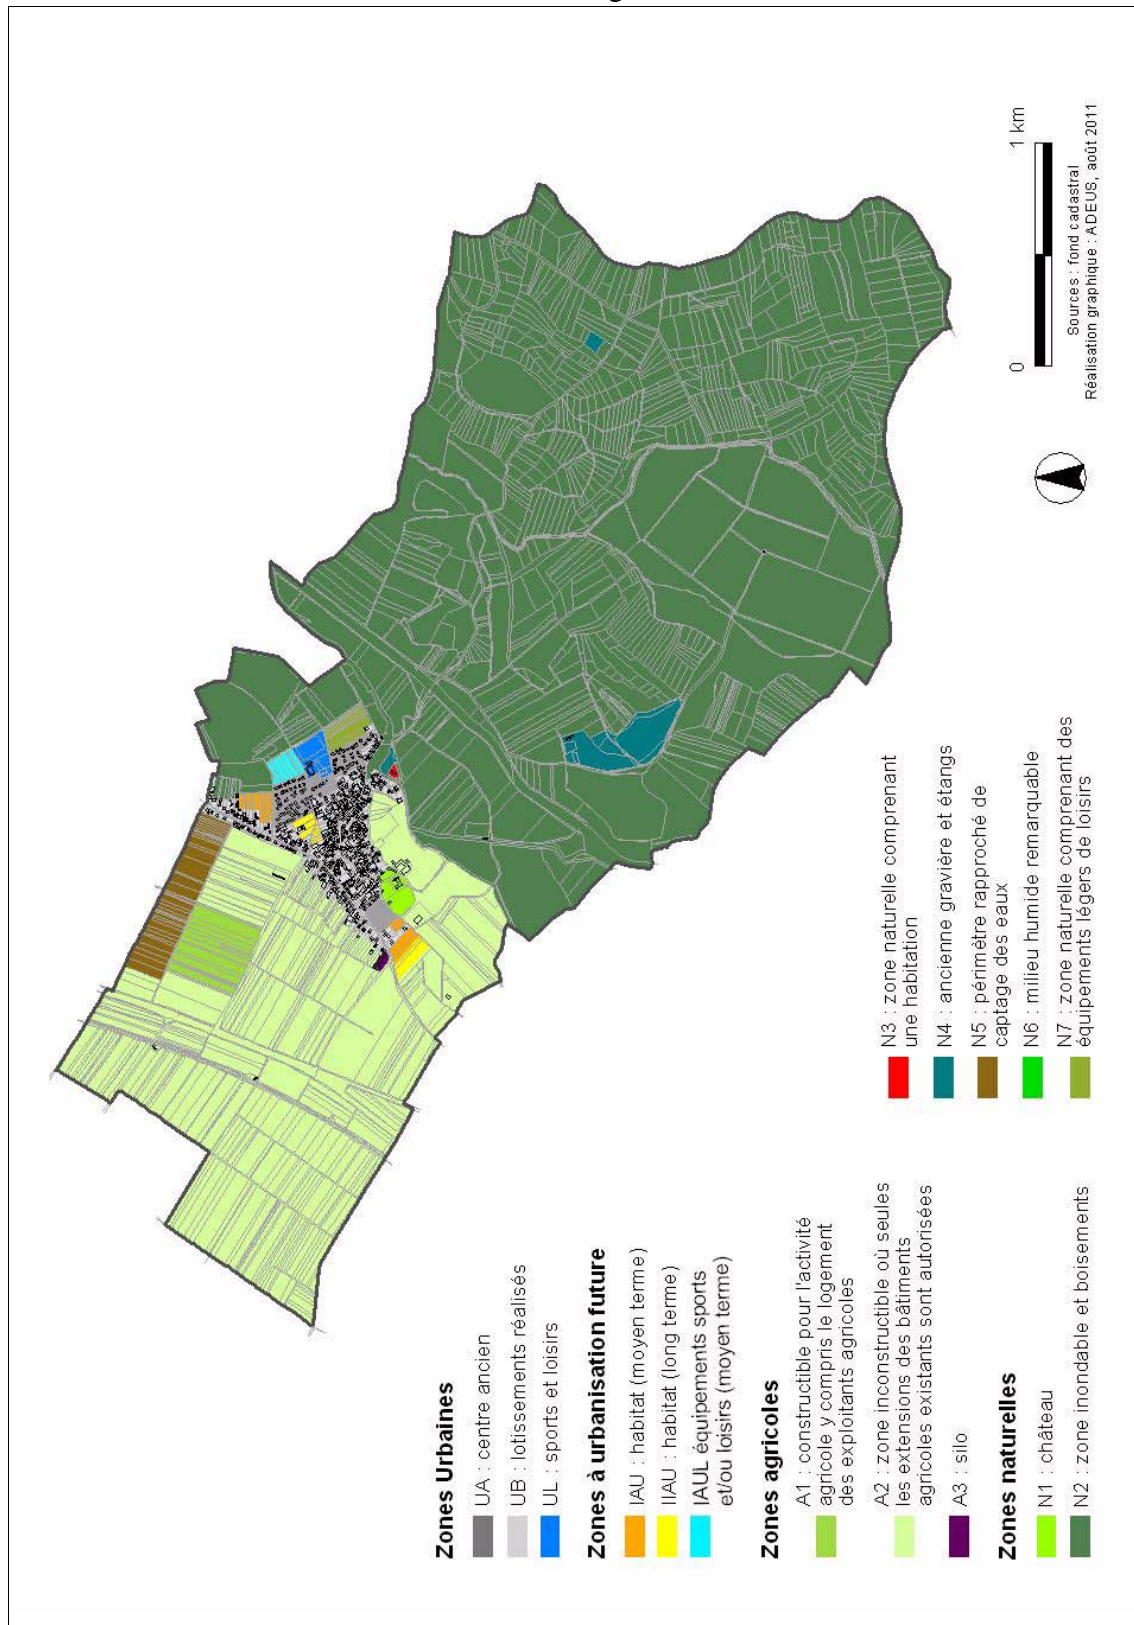 Zones Urbaines
UA : centre ancien
UB : lotissements réalisés
UL : sports et loisirs
Zones à urbanisation future
IAU : habitat (moyen terme)
IIAU : habitat (long terme)
IAUL équipements sports
et/ou loisirs (moyen terme)
Zones agricoles
A1 : constructible pour l'activité
agricole y compris le logement
des exploitants agricoles
A2 : zone inconstructible où seules
les extensions des bâtiments
agricoles existant sont autorisées
A3 : silo
Zones naturelles
N1 : château
N2 : zone inondable et boisements
N3 : zone naturelle comprenant
une habitation
N4 : ancienne gravière et étangs
N5 : périmètre rapproché de
captage des eaux
N6 : milieu humide remarquable
N7 : zone naturelle comprenant des
équipements légers de loisirs
0 1 km
Sources : fond cadastral
Réalisation graphique : ADEUS, août 2011